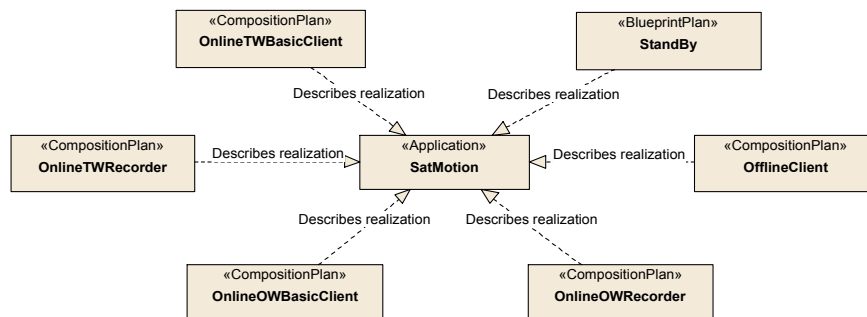 «CompositionPlan»
OnlineTWBasicClient
«BlueprintPlan»
StandBy
Describes realization
Describes realization
«CompositionPlan»
OnlineTWRecorder
Describes realization
«Application»
SatMotion
Describes realization
«CompositionPlan»
OfflineClient
Describes realization
Describes realization
«CompositionPlan»
OnlineOWBasicClient
«CompositionPlan»
OnlineOWRecorder